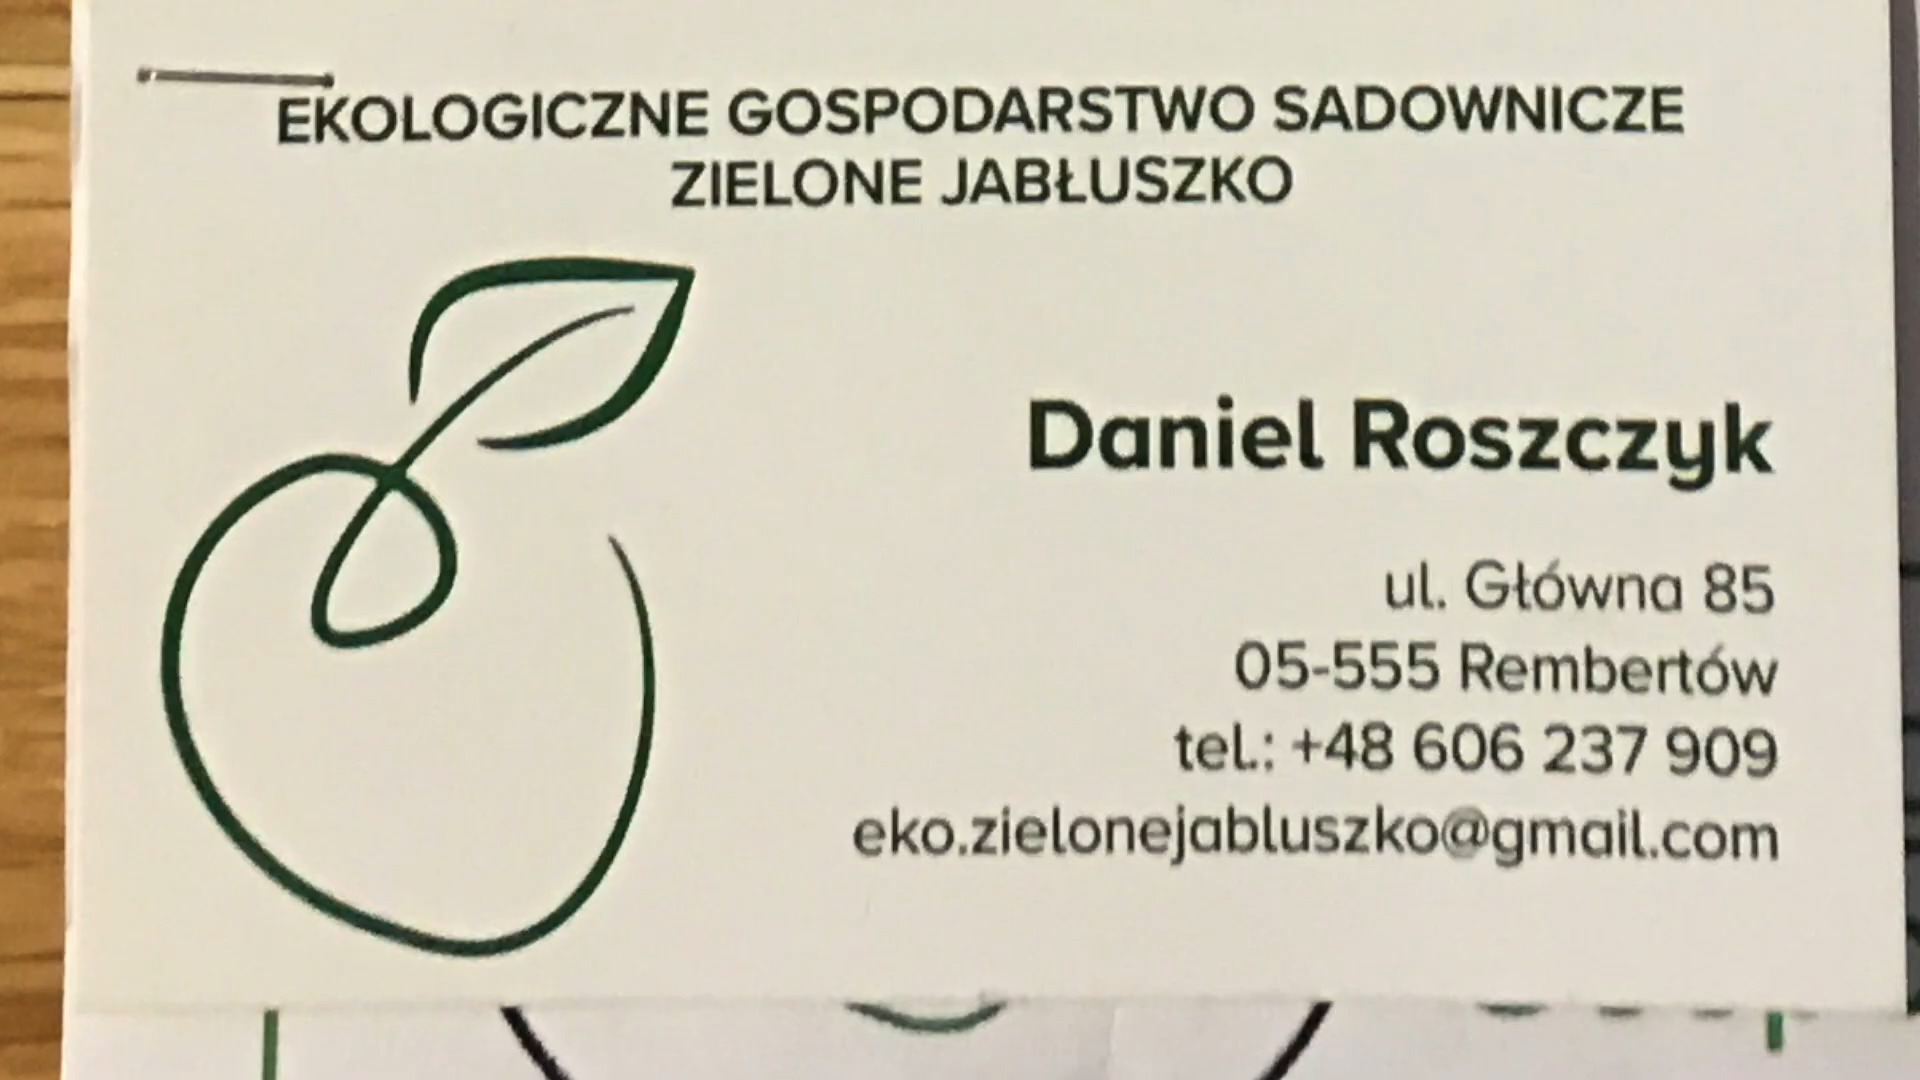 EKOLOGICZNE GOSPODARSTWO SADOWNICZE
ZIELONE JABŁUSZKO
Daniel Roszczyk
ul. Główna 85
05-555 Rembertów
tel.: +48 606 237 909
eko.zielonejabluszko@gmail.com